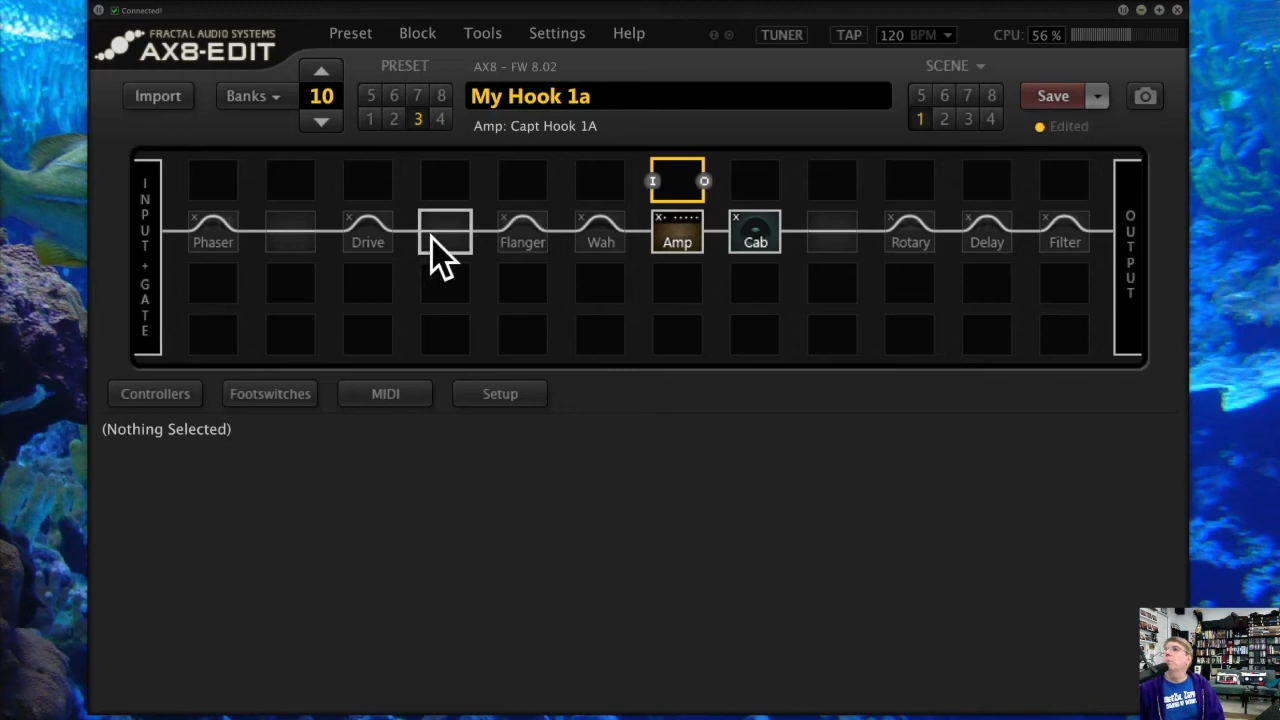 Connected!
FRACTAL AUDIO SYSTEMS
AX8-EDIT
Preset Block Tools Settings Help
TUNER TAP 120 BPM CPU: 56 %
Import Banks 10
PRESET
5 6 7 8
1 2 3 4
AX8 – FW 8.02
My Hook 1a
Amp: Capt Hook 1A
SCENE
5 6 7 8
1 2 3 4
Save
Edited
INPUT + GATE
I O
X Phaser
X Drive
X Flanger
X Wah
X Amp
X Cab
X Rotary
X Delay
X Filter
OUTPUT
Controllers Footswitches MIDI Setup
(Nothing Selected)